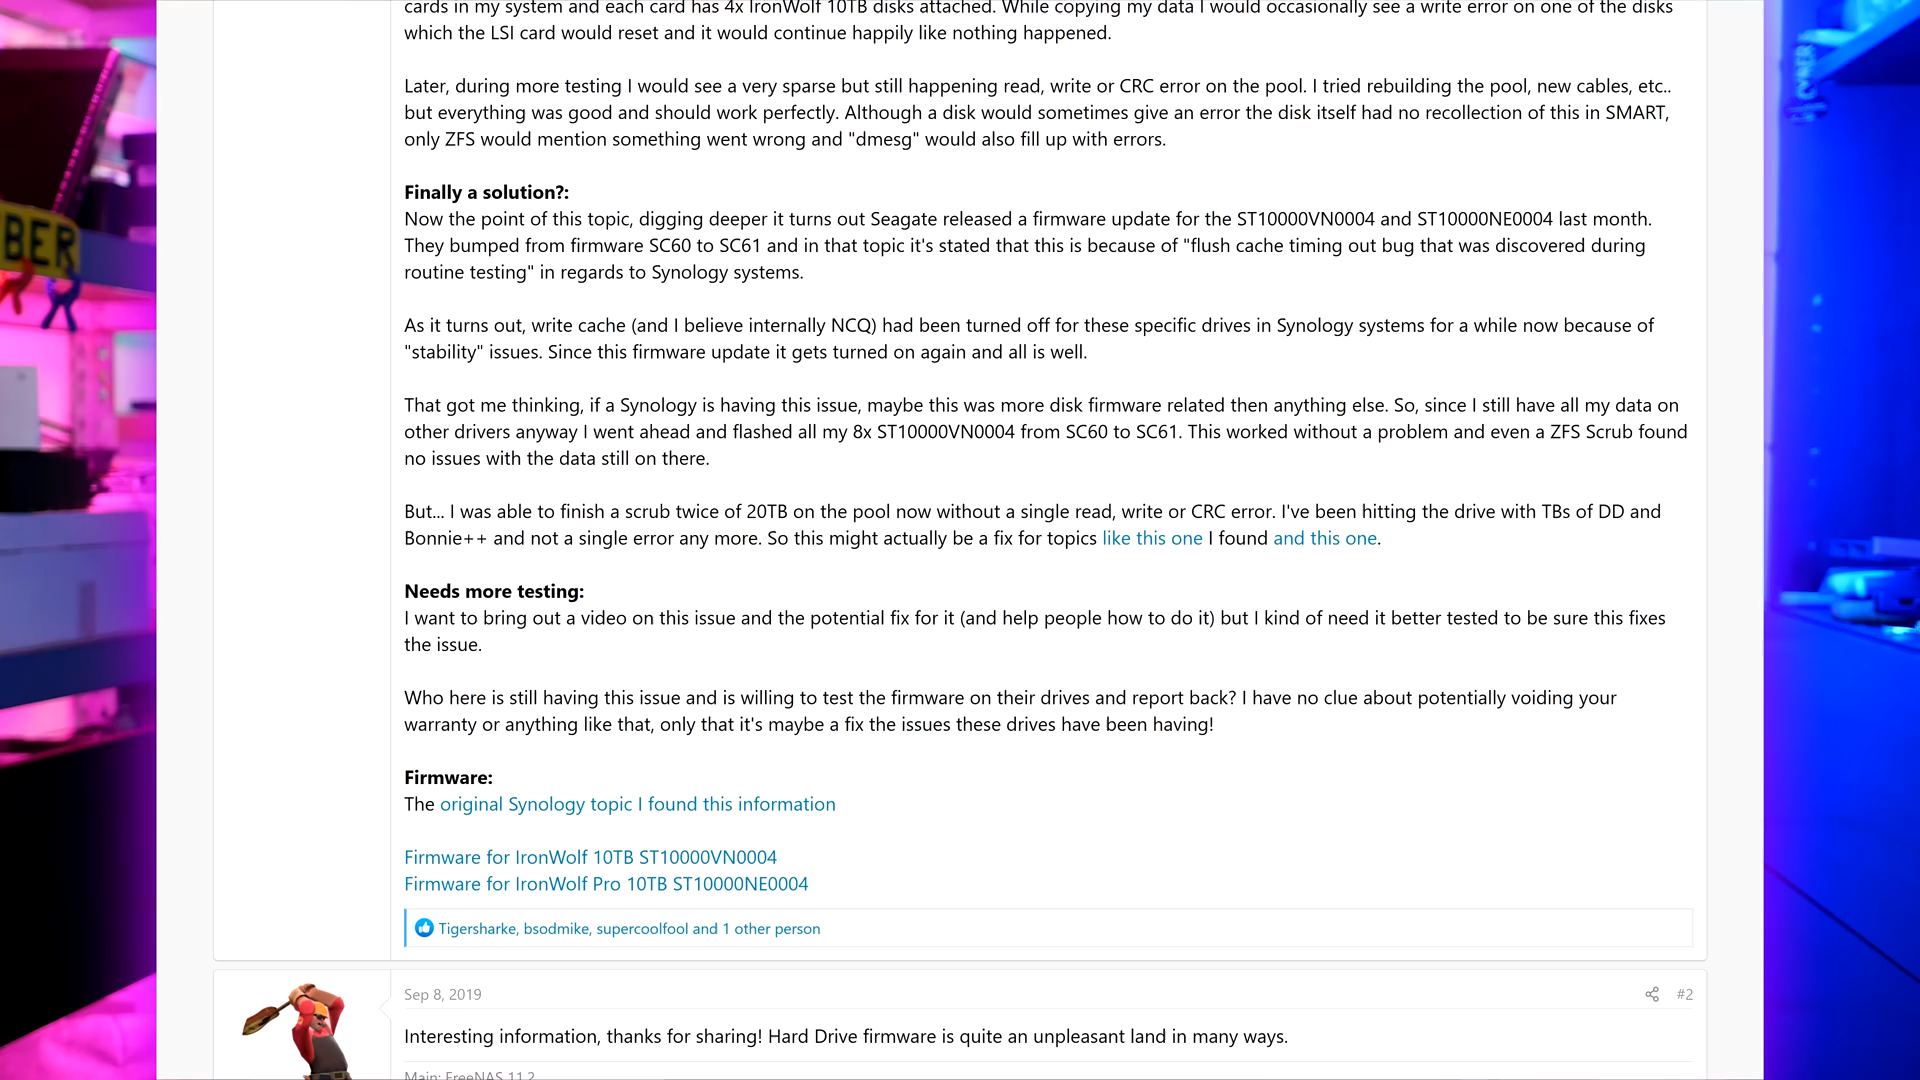 cards in my system and each card has 4x IronWolf 10TB disks attached. While copying my data I would occasionally see a write error on one of the disks
which the LSI card would reset and it would continue happily like nothing happened.
Later, during more testing I would see a very sparse but still happening read, write or CRC error on the pool. I tried rebuilding the pool, new cables, etc..
but everything was good and should work perfectly. Although a disk would sometimes give an error the disk itself had no recollection of this in SMART,
only ZFS would mention something went wrong and "dmesg" would also fill up with errors.
Finally a solution?:
Now the point of this topic, digging deeper it turns out Seagate released a firmware update for the ST10000VN0004 and ST10000NE0004 last month.
They bumped from firmware SC60 to SC61 and in that topic it's stated that this is because of "flush cache timing out bug that was discovered during
routine testing" in regards to Synology systems.
As it turns out, write cache (and I believe internally NCQ) had been turned off for these specific drives in Synology systems for a while now because of
"stability" issues. Since this firmware update it gets turned on again and all is well.
That got me thinking, if a Synology is having this issue, maybe this was more disk firmware related then anything else. So, since I still have all my data on
other drivers anyway I went ahead and flashed all my 8x ST10000VN0004 from SC60 to SC61. This worked without a problem and even a ZFS Scrub found
no issues with the data still on there.
But... I was able to finish a scrub twice of 20TB on the pool now without a single read, write or CRC error. I've been hitting the drive with TBs of DD and
Bonnie++ and not a single error any more. So this might actually be a fix for topics like this one I found and this one.
Needs more testing:
I want to bring out a video on this issue and the potential fix for it (and help people how to do it) but I kind of need it better tested to be sure this fixes
the issue.
Who here is still having this issue and is willing to test the firmware on their drives and report back? I have no clue about potentially voiding your
warranty or anything like that, only that it's maybe a fix the issues these drives have been having!
Firmware:
The original Synology topic I found this information
Firmware for IronWolf 10TB ST10000VN0004
Firmware for IronWolf Pro 10TB ST10000NE0004
Tigersharke, bsodmike, supercoolfool and 1 other person
Sep 8, 2019 #2
Interesting information, thanks for sharing! Hard Drive firmware is quite an unpleasant land in many ways.
Main: FreeNAS 11.2
BER